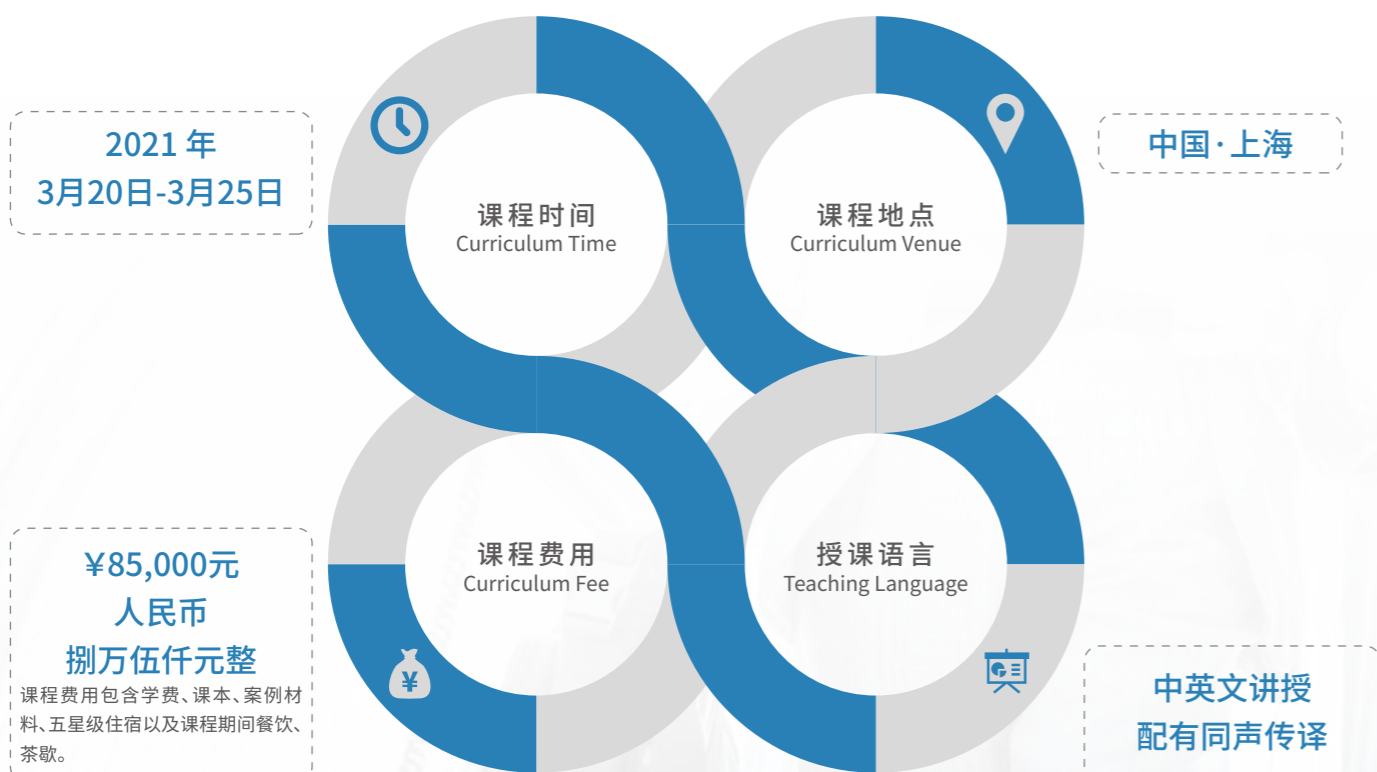 2021 年
3月20日-3月25日
课程时间
Curriculum Time
课程地点
Curriculum Venue
中国·上海
¥85,000元
人民币
捌万伍仟元整
课程费用包含学费、课本、案例材
料、五星级住宿以及课程期间餐饮、
茶歇。
课程费用
Curriculum Fee
¥
授课语言
Teaching Language
中英文讲授
配有同声传译